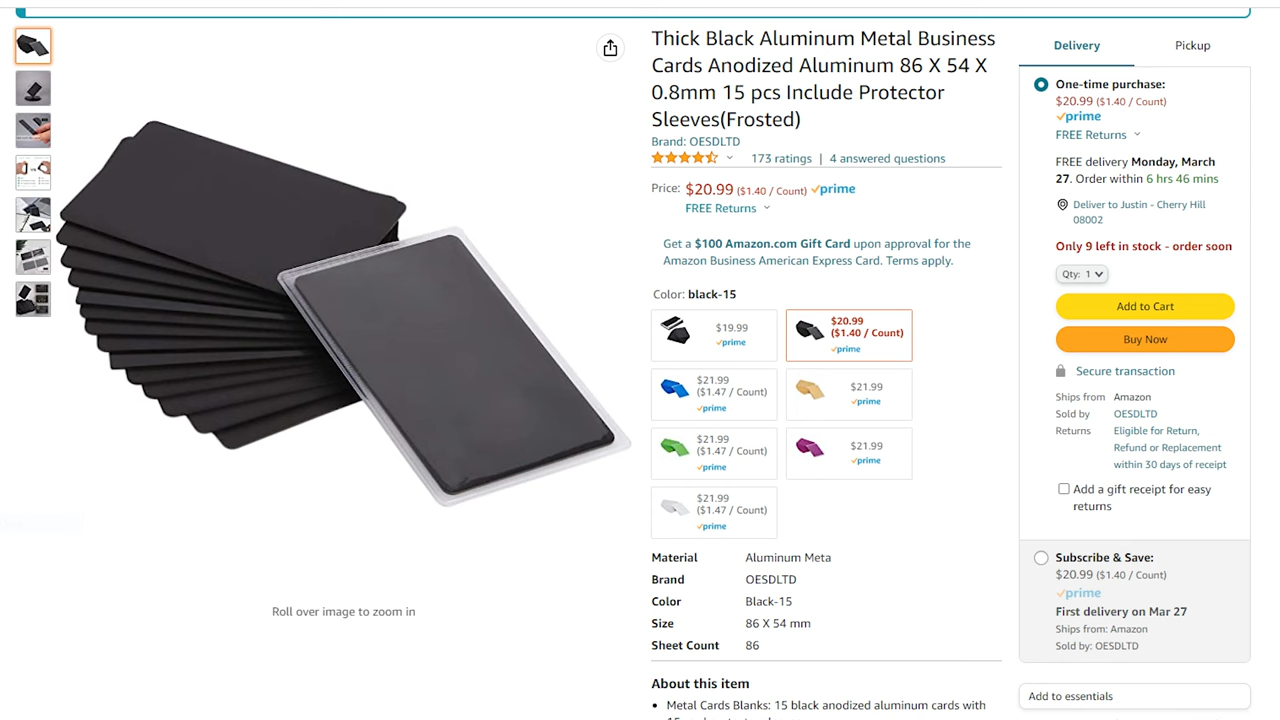 Thick Black Aluminum Metal Business
Cards Anodized Aluminum 86 X 54 X
0.8mm 15 pcs Include Protector
Sleeves(Frosted)
Brand: OESDLTD
173 ratings | 4 answered questions
Price: $20.99 ($1.40 / Count) prime
FREE Returns
Get a $100 Amazon.com Gift Card upon approval for the
Amazon Business American Express Card. Terms apply.
Color: black-15
$19.99
prime
$20.99
($1.40 / Count)
prime
$21.99
($1.47 / Count)
prime
$21.99
prime
$21.99
($1.47 / Count)
prime
$21.99
prime
$21.99
($1.47 / Count)
prime
Material Aluminum Meta
Brand OESDLTD
Color Black-15
Size 86 X 54 mm
Sheet Count 86
About this item
• Metal Cards Blanks: 15 black anodized aluminum cards with
Roll over image to zoom in
Delivery
Pickup
One-time purchase:
$20.99 ($1.40 / Count)
prime
FREE Returns
FREE delivery Monday, March
27. Order within 6 hrs 46 mins
Deliver to Justin - Cherry Hill
08002
Only 9 left in stock - order soon
Qty: 1
Add to Cart
Buy Now
Secure transaction
Ships from Amazon
Sold by OESDLTD
Returns Eligible for Return,
Refund or Replacement
within 30 days of receipt
Add a gift receipt for easy
returns
Subscribe & Save:
$20.99 ($1.40 / Count)
prime
First delivery on Mar 27
Ships from: Amazon
Sold by: OESDLTD
Add to essentials